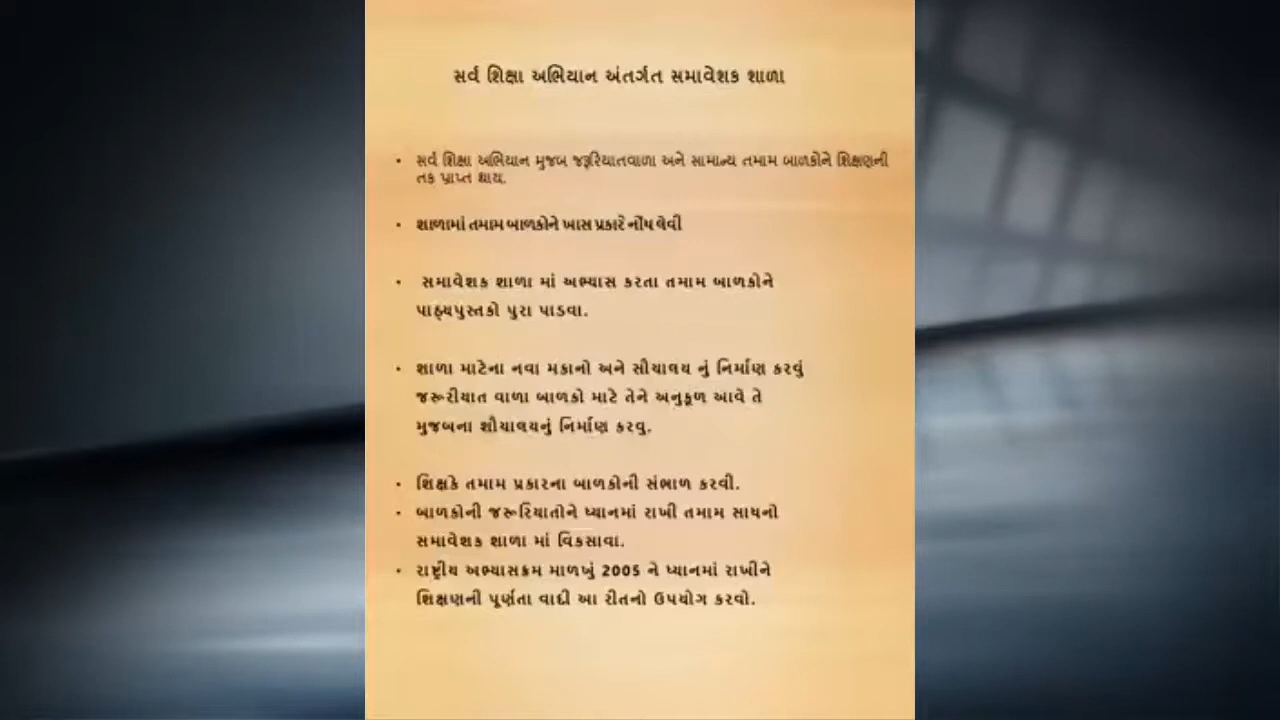 સર્વ શિક્ષા અભિયાન અંતર્ગત સમાવેશક શાળા
• સર્વ શિક્ષા અભિયાન મુજબ જરૂરિયાતવાળા અને સામાન્ય તમામ બાળકોને શિક્ષણની
તક પ્રાપ્ત થાય.
• શાળામાં તમામ બાળકોને ખાસ પ્રકારે નોંધ લેવી
• સમાવેશક શાળા માં અભ્યાસ કરતા તમામ બાળકોને
પાઠ્યપુસ્તકો પુરા પાડવા.
• શાળા માટેના નવા મકાનો અને સૌચાલય નું નિર્માણ કરવું
જરૂરીયાત વાળા બાળકો માટે તેને અનુકૂળ આવે તે
મુજબના શૌચાલયનું નિર્માણ કરવુ.
• શિક્ષકે તમામ પ્રકારના બાળકોની સંભાળ કરવી.
• બાળકોની જરૂરિયાતોને ધ્યાનમાં રાખી તમામ સાધનો
સમાવેશક શાળા માં વિકસાવા.
• રાષ્ટ્રીય અભ્યાસક્રમ માળખું 2005 ને ધ્યાનમાં રાખીને
શિક્ષણની પૂર્ણતા વાદી આ રીતનો ઉપયોગ કરવો.